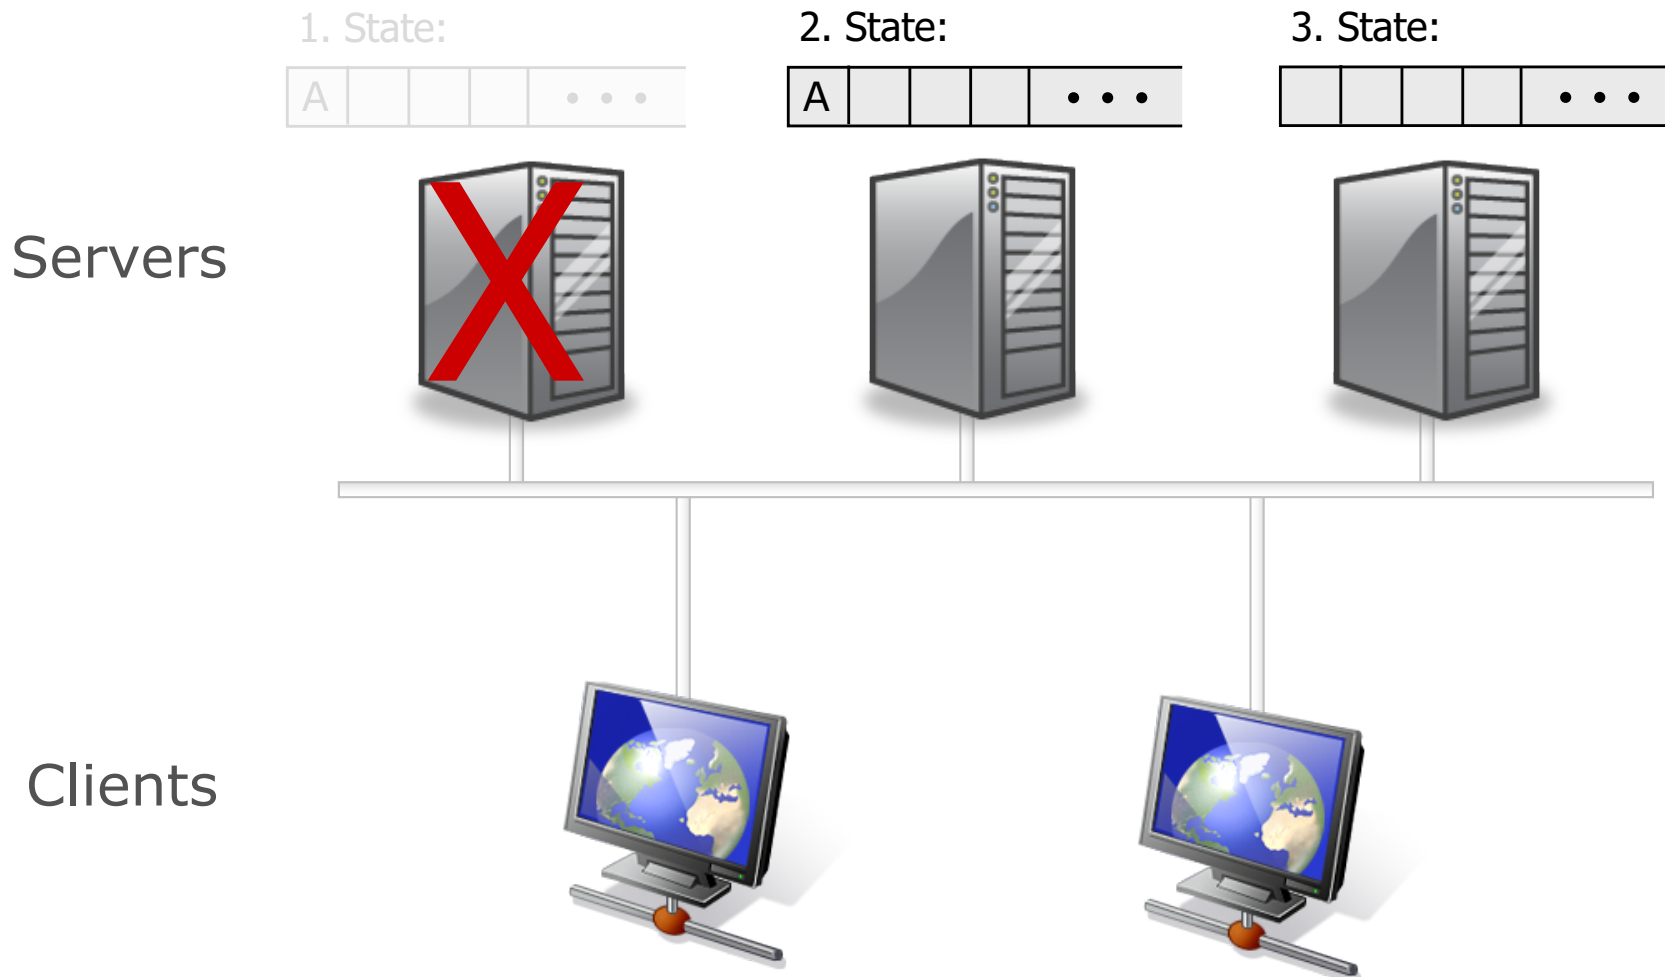 1. State:
2. State:
3. State:
A
• • •
A
• • •
• • •
Servers
X
Clients